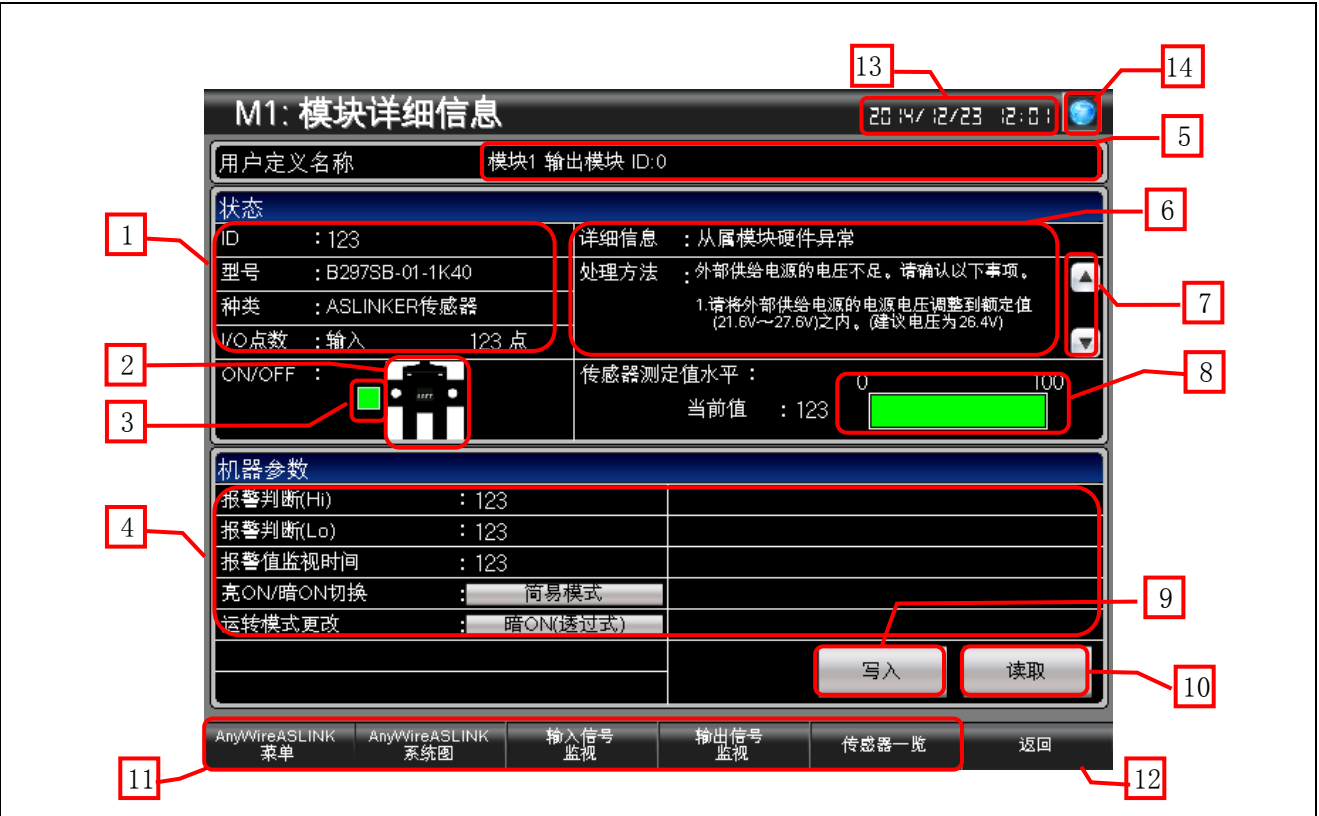 13
14
M1: 模块详细信息
2014/12/23 12:01
5
用户定义名称
模块1 输出模块 ID:0
状态
6
1
ID :123
详细信息 :从属模块硬件异常
型号 :B297SB-01-1K40
处理方法 :外部供给电源的电压不足。请确认以下事项。
7
种类 :ASLINKER传感器
1.请将外部供给电源的电源电压调整到额定值
(21.6V～27.6V)之内。(建议电压为26.4V)
I/O点数 :输入 123 点
2
ON/OFF :
传感器测定值水平:
0 100
8
3
当前值 :123
机器参数
报警判断(Hi) :123
4
报警判断(Lo) :123
报警值监视时间 :123
亮ON/暗ON切换 :简易模式
9
运转模式更改 :暗ON(透过式)
写入
读取
10
AnyWireASLINK
菜单
AnyWireASLINK
系统图
输入信号
监视
输出信号
监视
传感器一览
返回
11
12